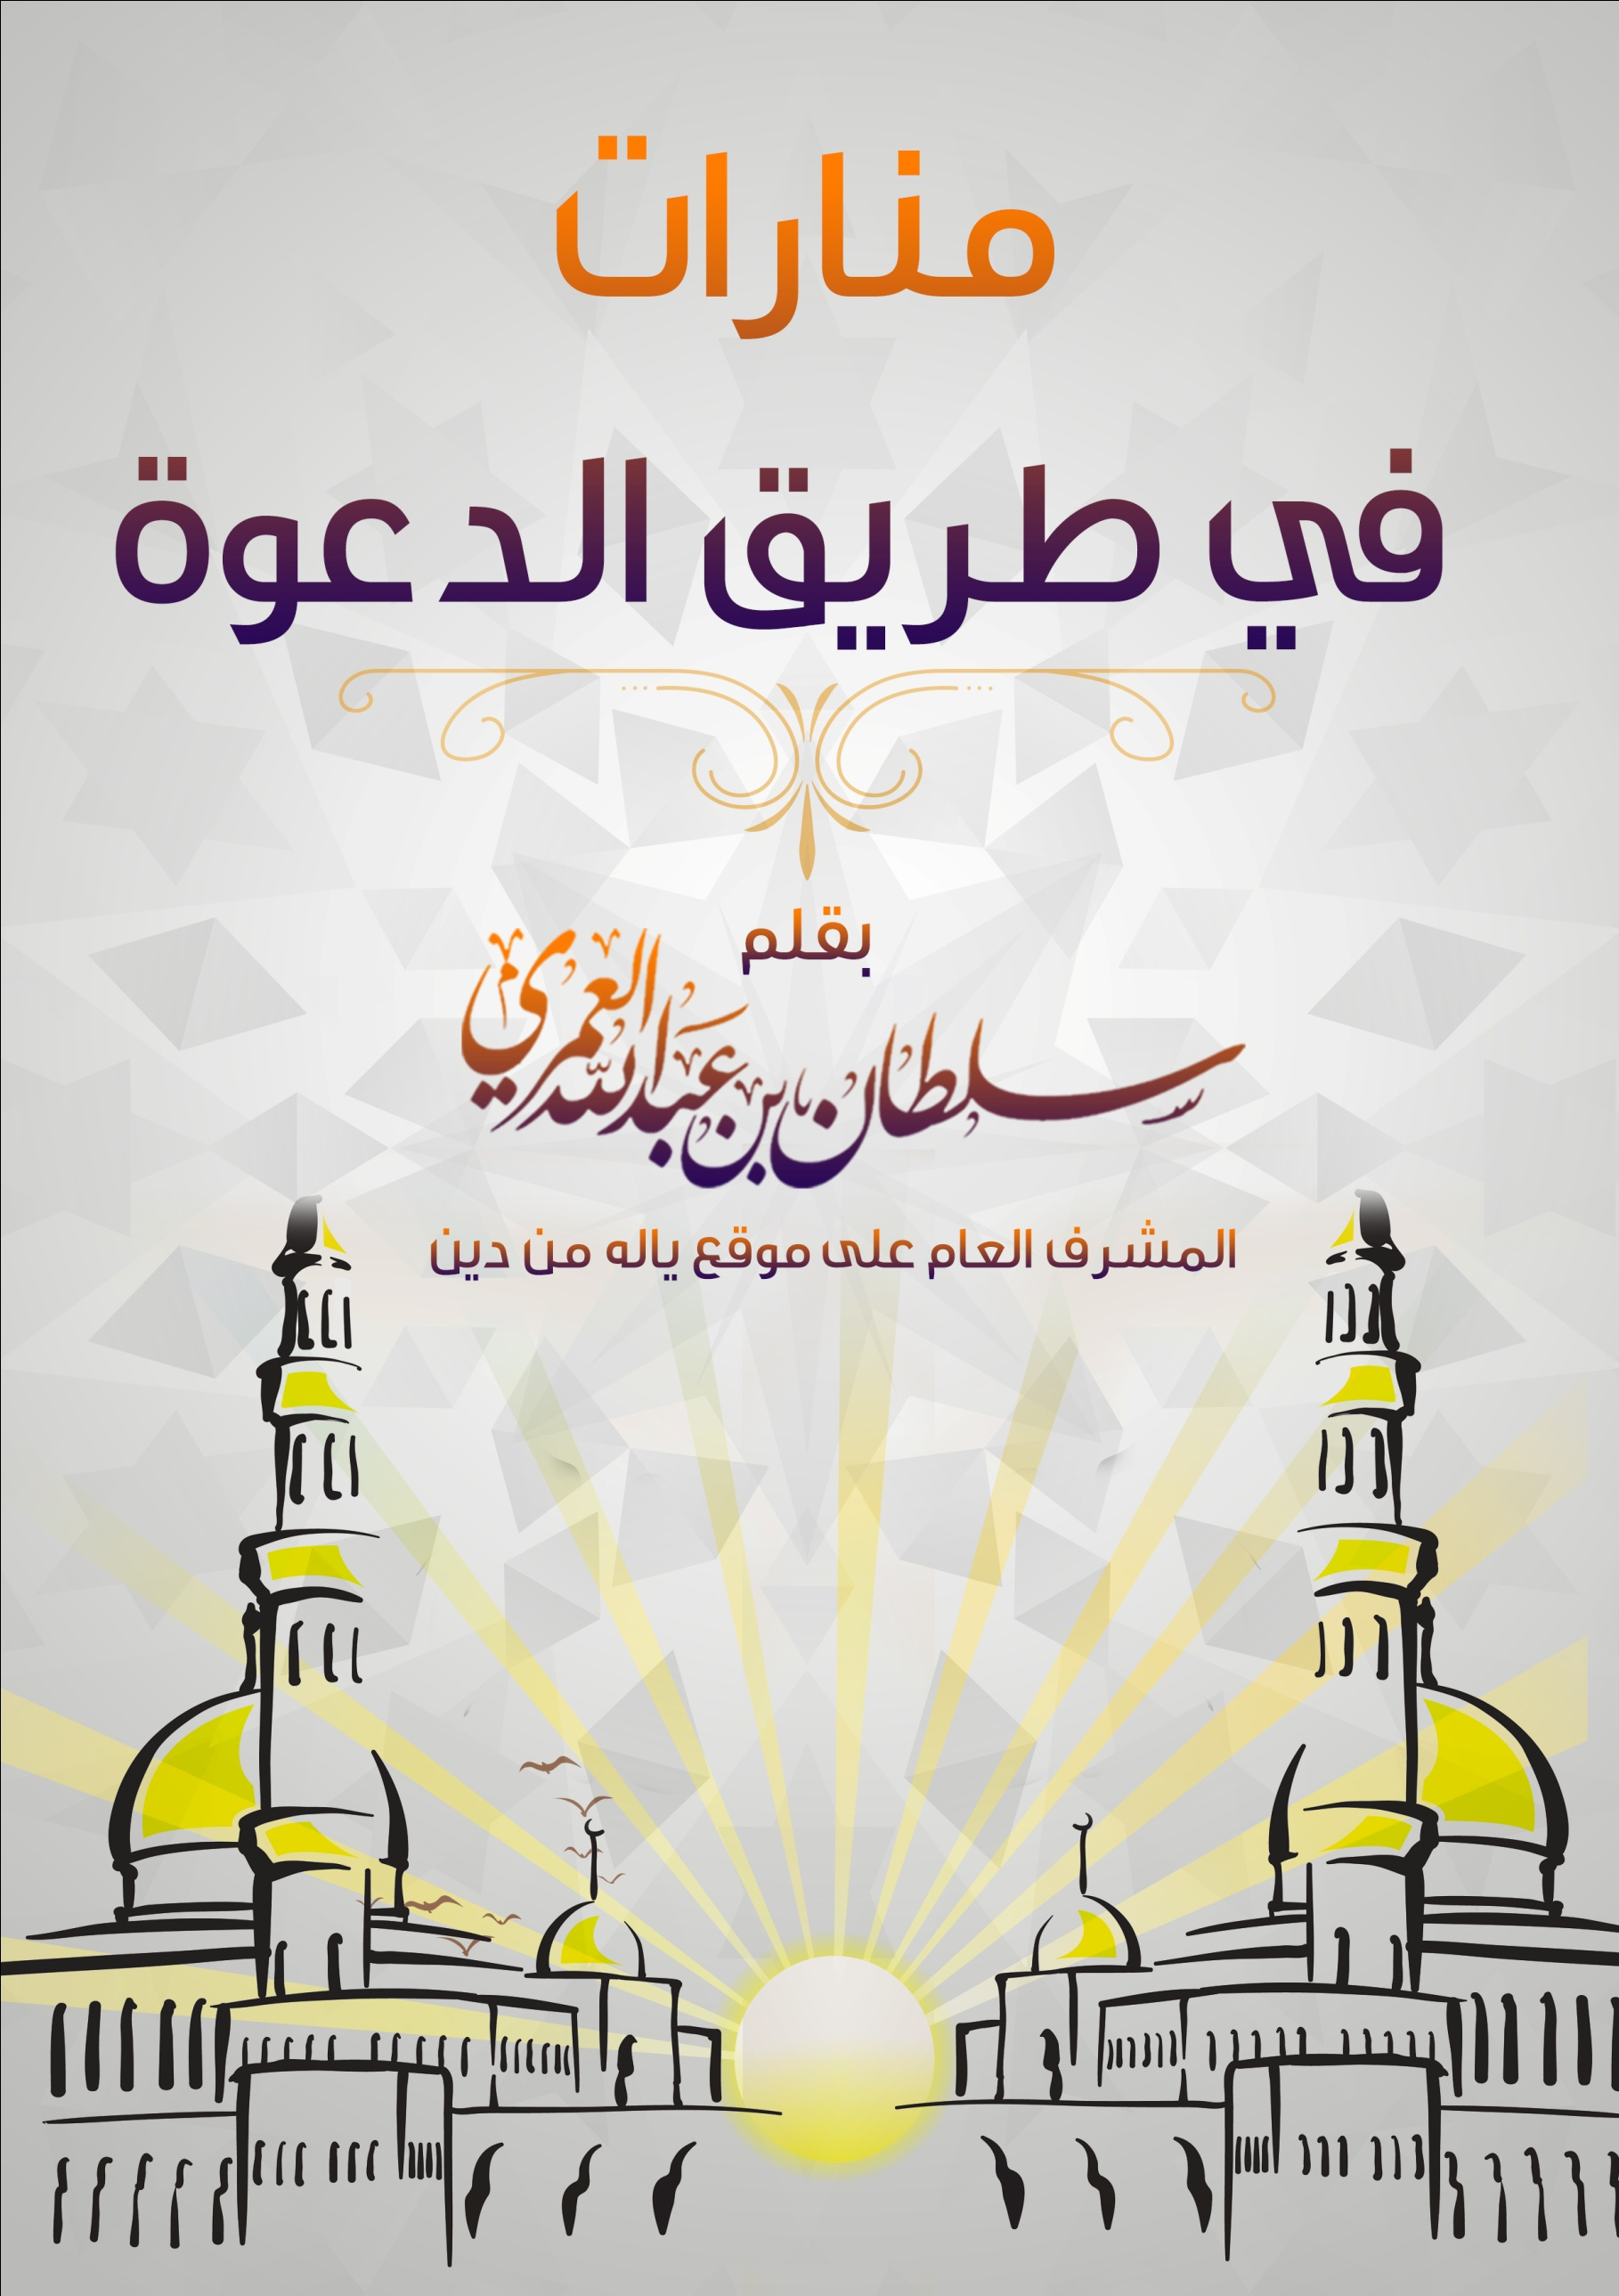 منارات
في طريق الدعوة
بقلم
سلطان بن عبدالله العمري
المشرف العام على موقع ياله من دين